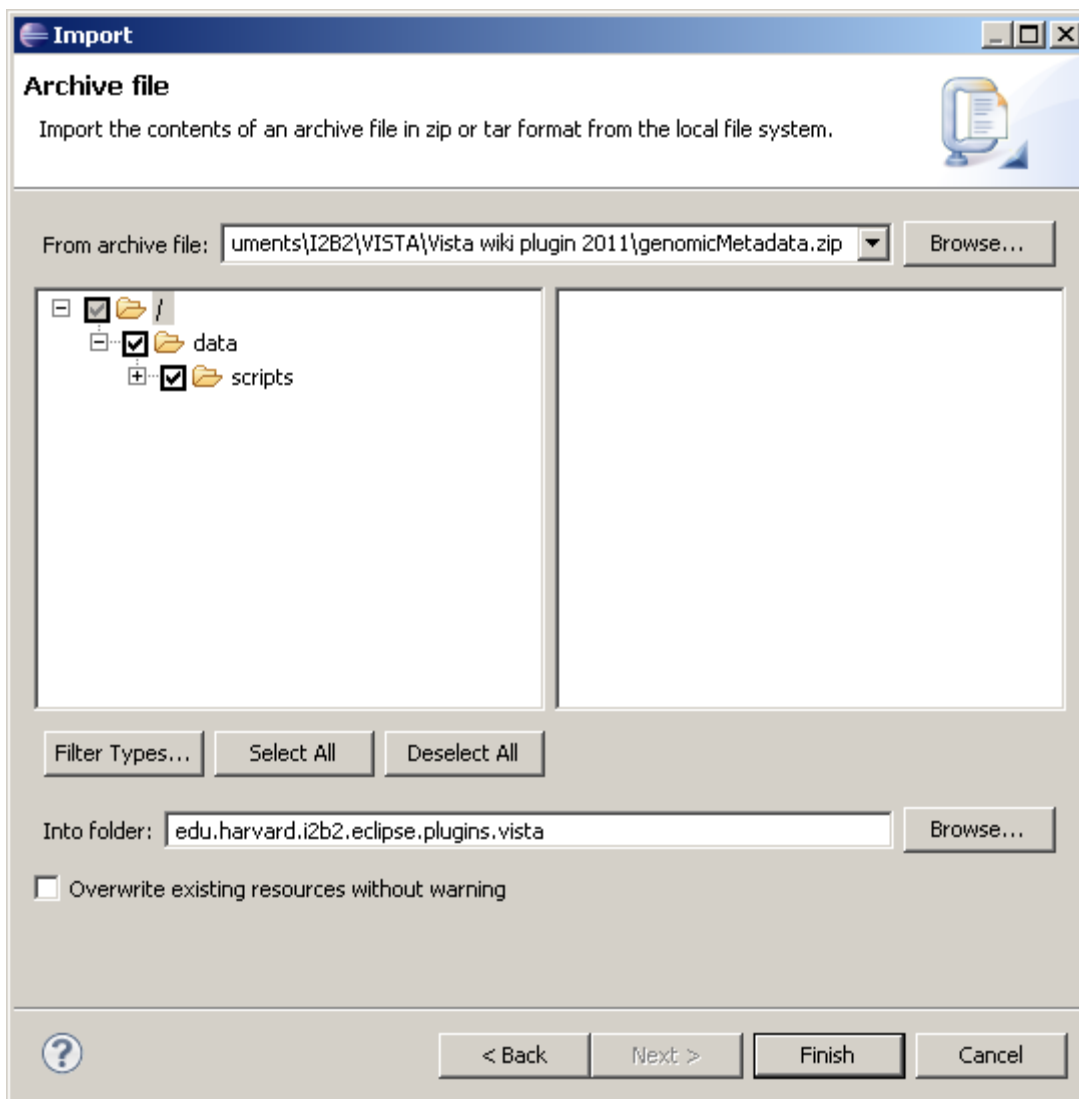 Import
Archive file
Import the contents of an archive file in zip or tar format from the local file system.
From archive file: uments\I2B2\VISTA\Vista wiki plugin 2011\genomicMetadata.zip Browse...
/
data
scripts
Filter Types... Select All Deselect All
Into folder: edu.harvard.i2b2.eclipse.plugins.vista Browse...
Overwrite existing resources without warning
? < Back Next > Finish Cancel